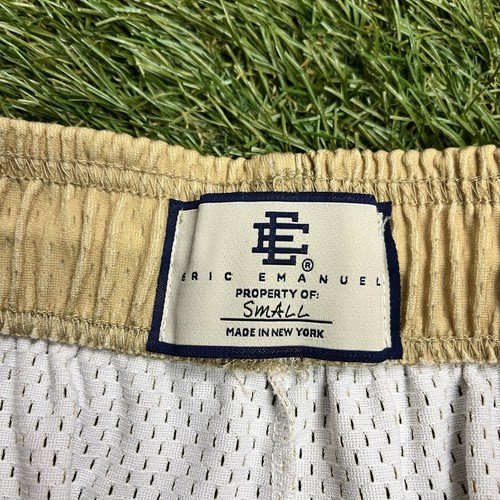 EE
®
ERIC EMANUEL
PROPERTY OF:
SMALL
MADE IN NEW YORK